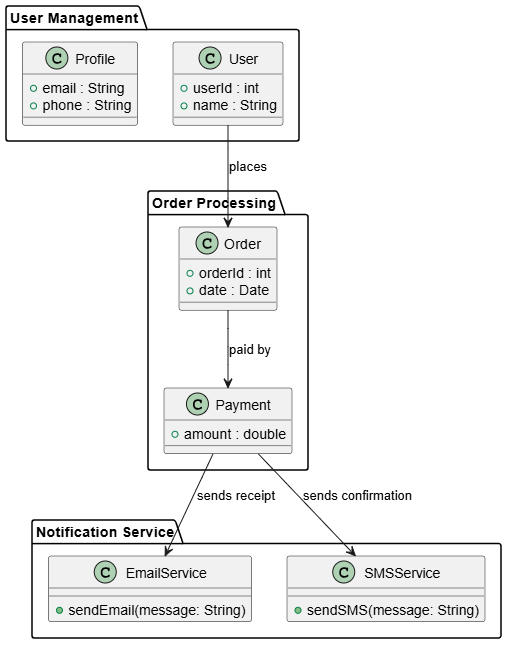 User Management
C Profile
email : String
phone : String
C User
userId : int
name : String
places
Order Processing
C Order
orderId : int
date : Date
paid by
C Payment
amount : double
sends receipt
sends confirmation
Notification Service
C EmailService
sendEmail(message: String)
C SMSService
sendSMS(message: String)